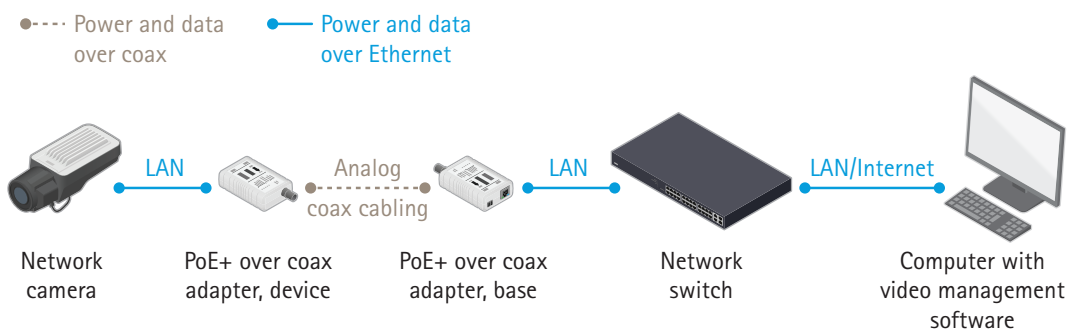 Power and data
over coax
Power and data
over Ethernet
LAN
Analog
coax cabling
LAN
LAN/Internet
Network
camera
PoE+ over coax
adapter, device
PoE+ over coax
adapter, base
Network
switch
Computer with
video management
software